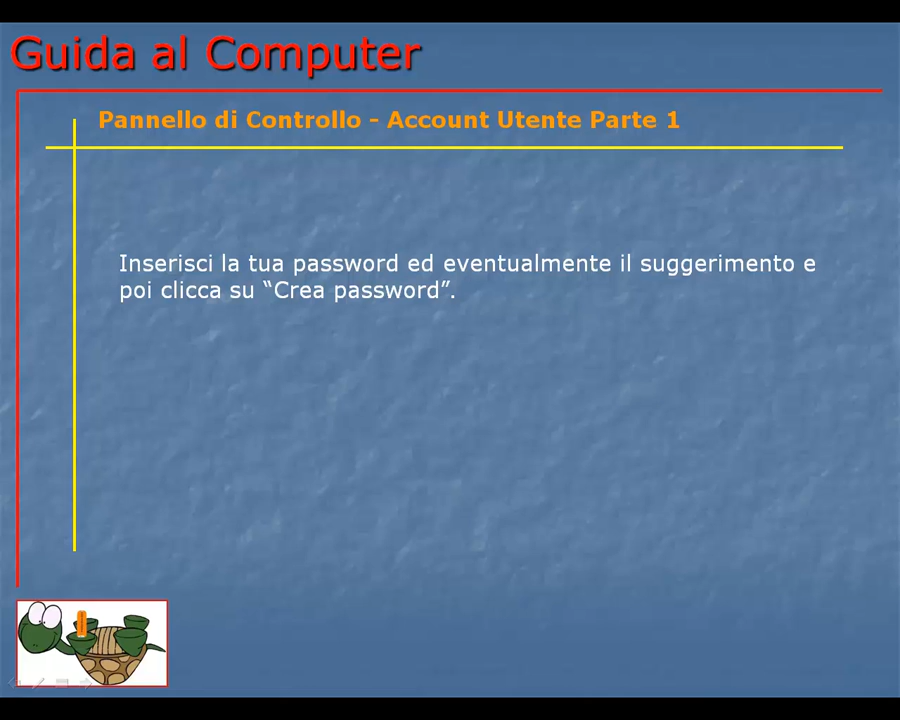 Guida al Computer
Pannello di Controllo - Account Utente Parte 1
Inserisci la tua password ed eventualmente il suggerimento e
poi clicca su “Crea password”.